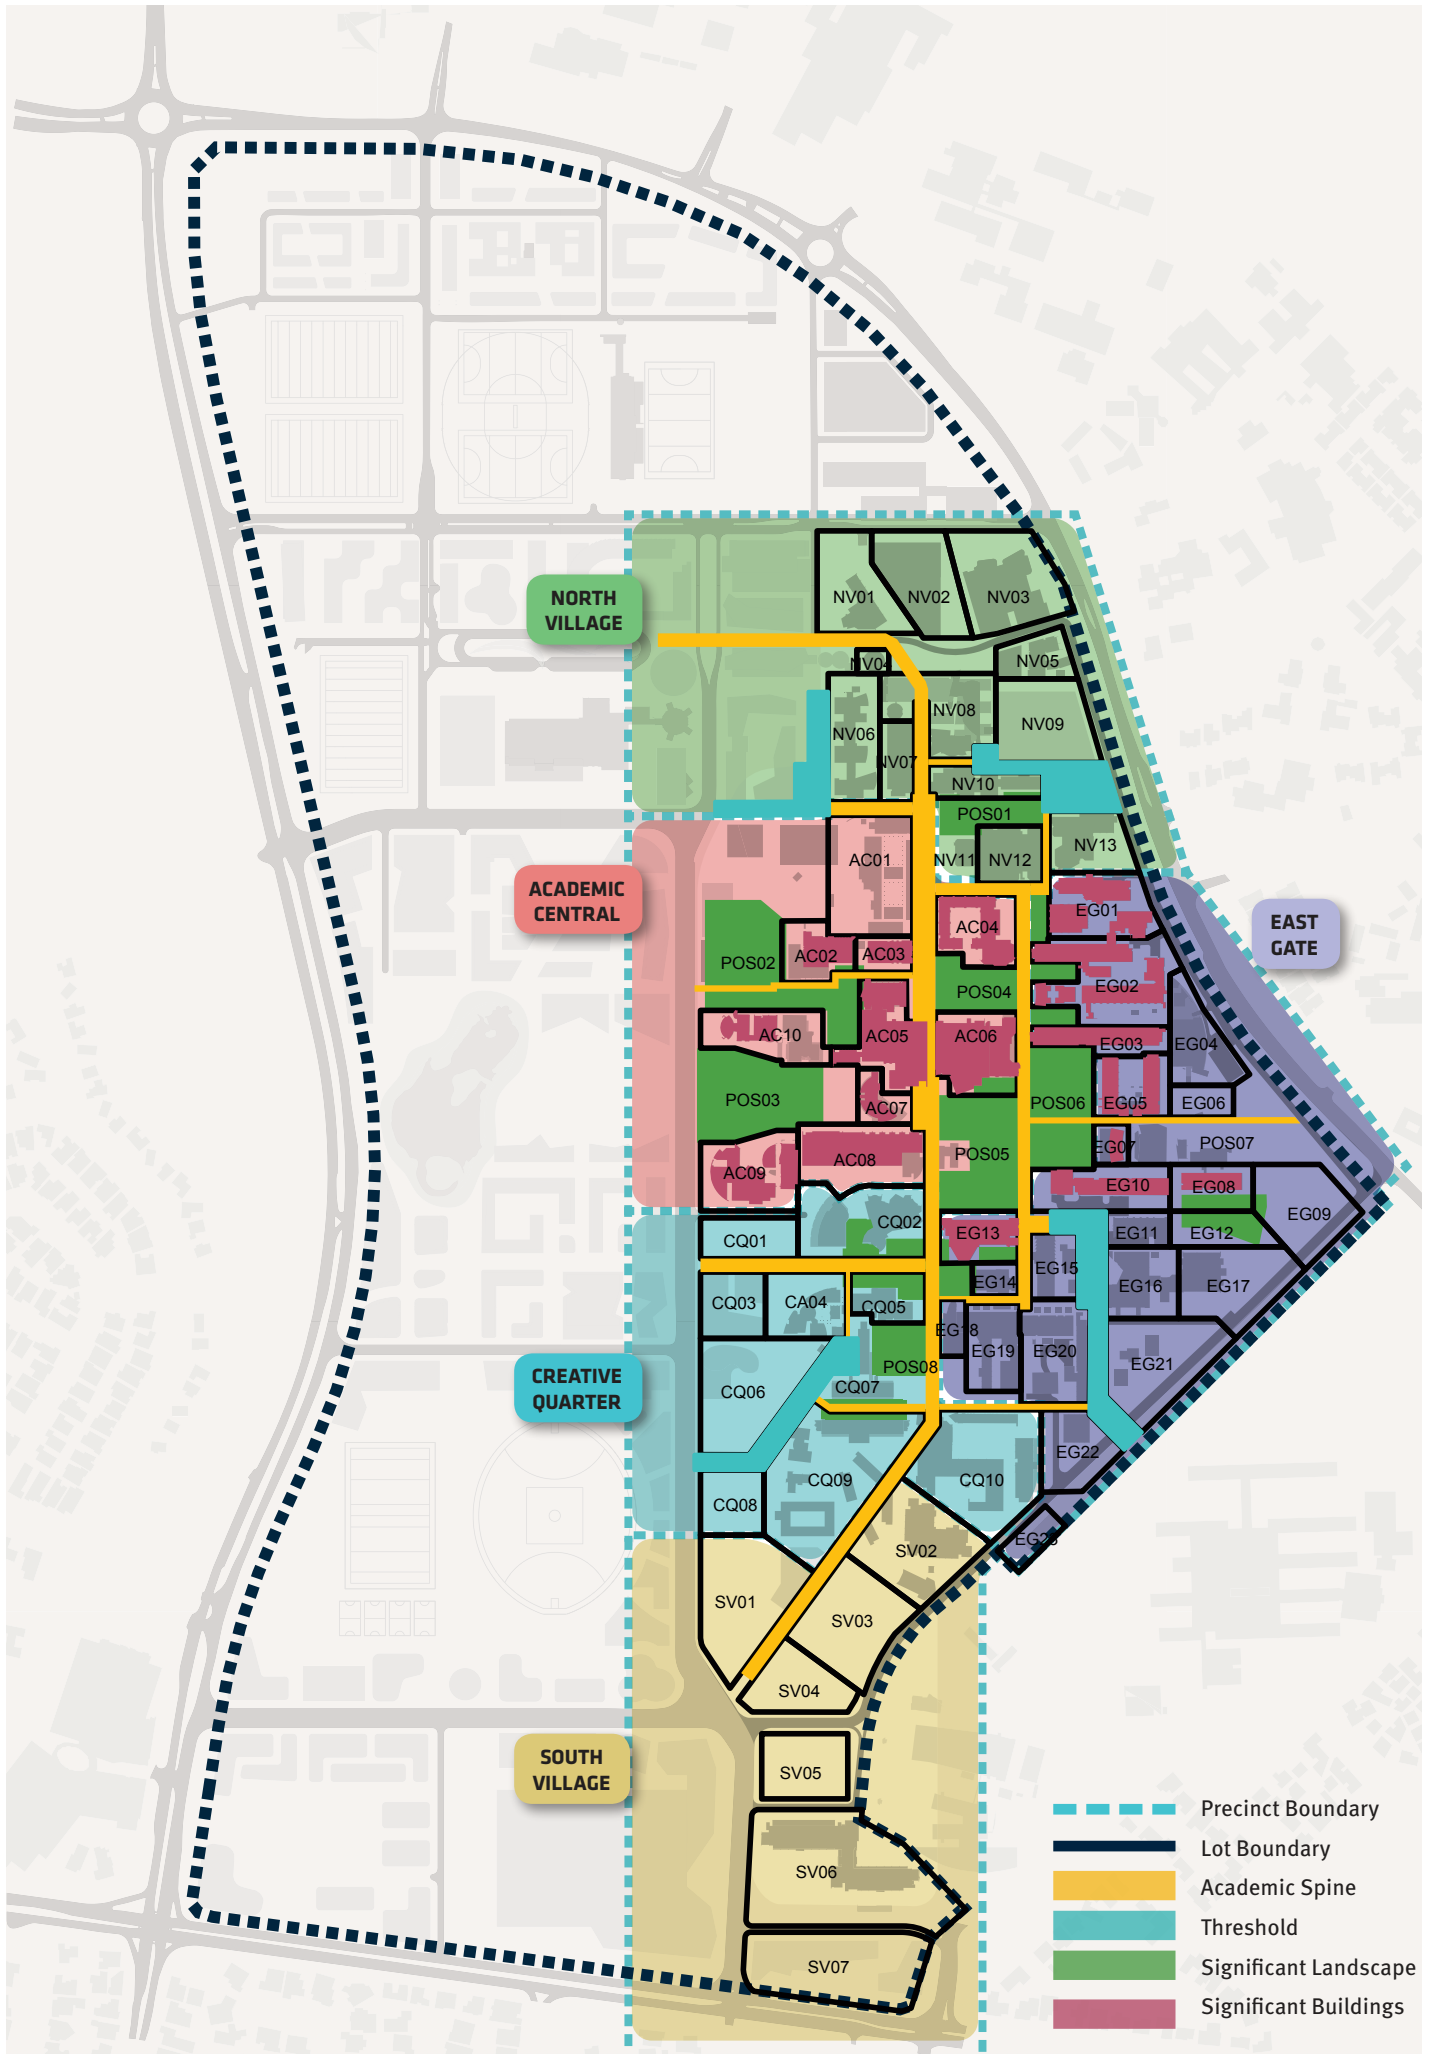 NORTH
VILLAGE
NV01
NV02
NV03
NV04
NV05
NV06
NV07
NV08
NV09
NV10
POS01
NV11
NV12
NV13
ACADEMIC
CENTRAL
AC01
AC02
AC03
AC04
POS02
POS04
AC10
AC05
AC06
POS03
AC07
AC08
AC09
POS05
EAST
GATE
EG01
EG02
EG03
EG04
EG05
EG06
POS06
EG07
POS07
EG10
EG08
EG09
EG11
EG12
EG13
EG14
EG15
EG16
EG17
EG18
EG19
EG20
EG21
EG22
EG23
CREATIVE
QUARTER
CQ01
CQ02
CQ03
CA04
CQ05
CQ06
CQ07
POS08
CQ08
CQ09
CQ10
SOUTH
VILLAGE
SV01
SV02
SV03
SV04
SV05
SV06
SV07
Precinct Boundary
Lot Boundary
Academic Spine
Threshold
Significant Landscape
Significant Buildings